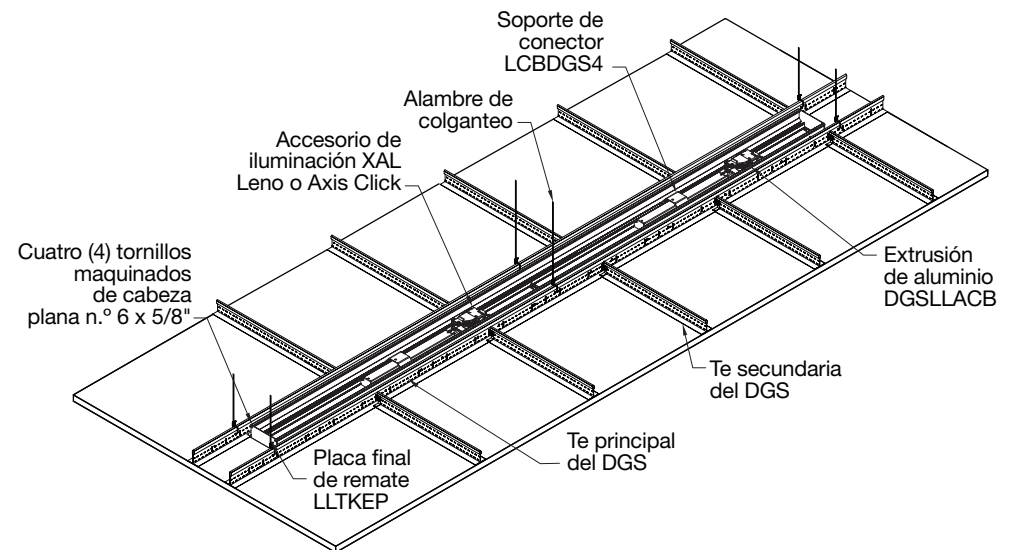 Soporte de
conector
LCBDGS4
Alambre de
colganteo
Accesorio de
iluminación XAL
Leno o Axis Click
Cuatro (4) tornillos
maquinados
de cabeza
plana n.º 6 x 5/8"
Extrusión
de aluminio
DGSLLACB
Te secundaria
del DGS
Te principal
del DGS
Placa final
de remate
LLTKEP